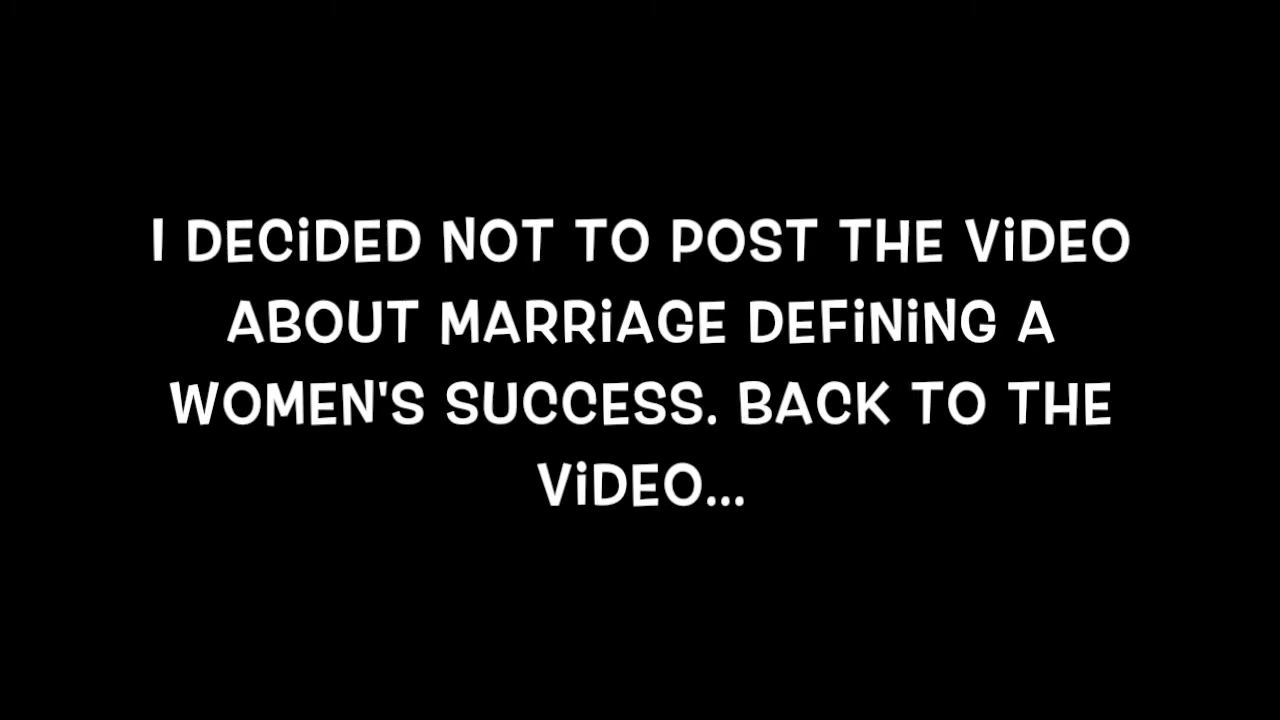 I DECiDED NOT TO POST THE ViDEO
ABOUT MARRiAGE DEFiNiNG A
WOMEN'S SUCCESS. BACK TO THE
ViDEO...